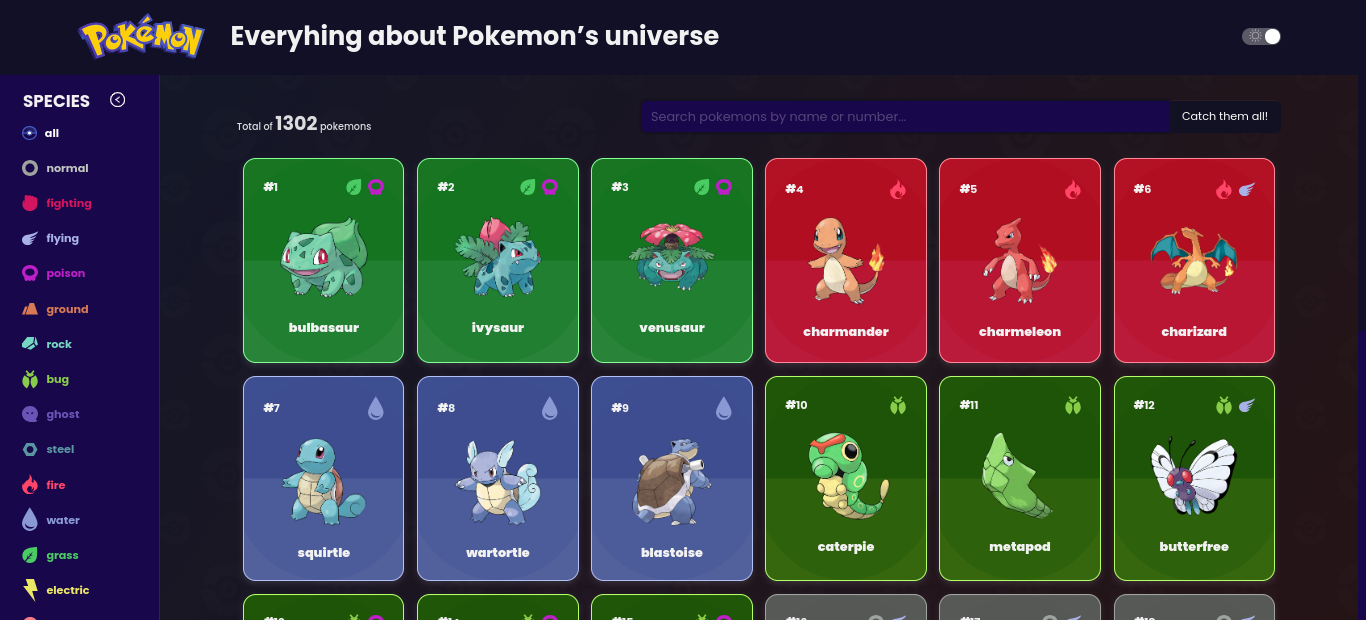 POKéMON
Everyhing about Pokemon’s universe
SPECIES
all
normal
fighting
flying
poison
ground
rock
bug
ghost
steel
fire
water
grass
electric
Total of 1302 pokemons
Search pokemons by name or number...
Catch them all!
#1
#2
#3
#4
#5
#6
bulbasaur
ivysaur
venusaur
charmander
charmeleon
charizard
#7
#8
#9
#10
#11
#12
squirtle
wartortle
blastoise
caterpie
metapod
butterfree